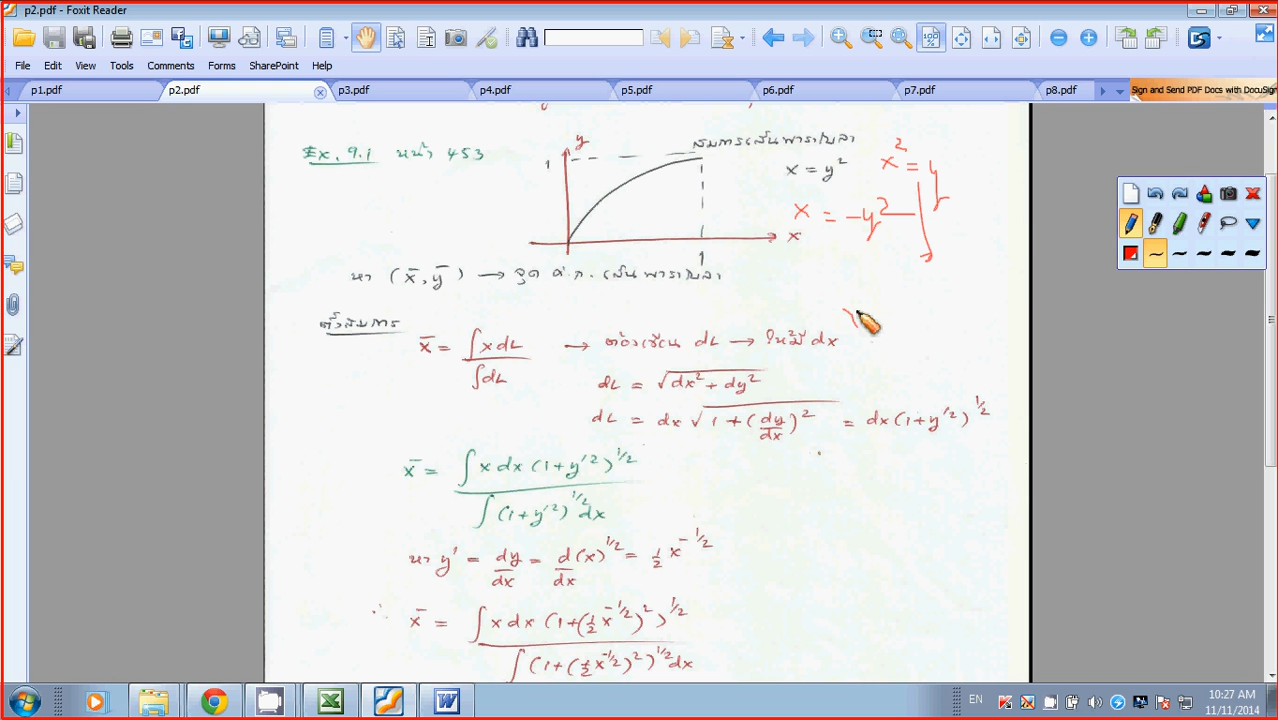 p2.pdf - Foxit Reader
File Edit View Tools Comments Forms SharePoint Help
p1.pdf p2.pdf p3.pdf p4.pdf p5.pdf p6.pdf p7.pdf p8.pdf Sign and Send PDF Docs with DocuSign
Ex. 9.1 หน้า 453
y
1
สมการเส้นพาราโบลา
x = y²
x² = y
x = -y²
x
1
หา (x̄, ȳ) → จุด ศ.ก. เส้นพาราโบลา
ตั้งสมการ
x̄ = ∫x dL / ∫dL → ต้องเขียน dL → ให้มี dx
dL = √(dx² + dy²)
dL = dx √(1 + (dy/dx)²) = dx (1 + y'²)^1/2
x̄ = ∫x dx (1 + y'²)^1/2 / ∫(1 + y'²)^1/2 dx
หา y' = dy/dx = d/dx (x)^1/2 = 1/2 x^-1/2
∴ x̄ = ∫x dx (1 + (1/2 x^-1/2)²)^1/2 / ∫(1 + (1/2 x^-1/2)²)^1/2 dx
EN
10:27 AM
11/11/2014